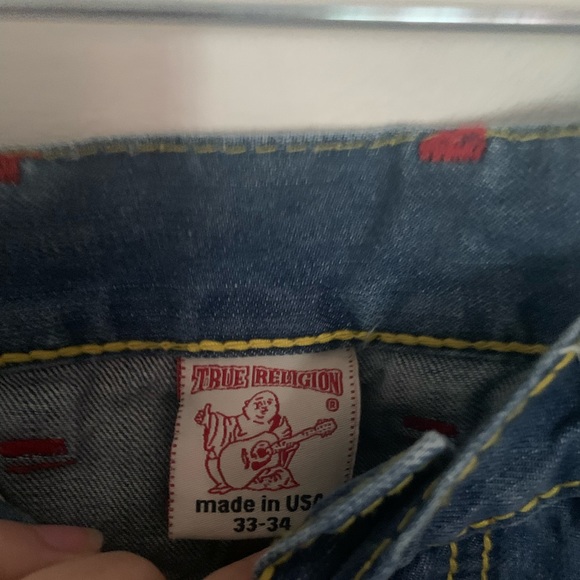 TRUE RELIGION
®
made in USA
33-34